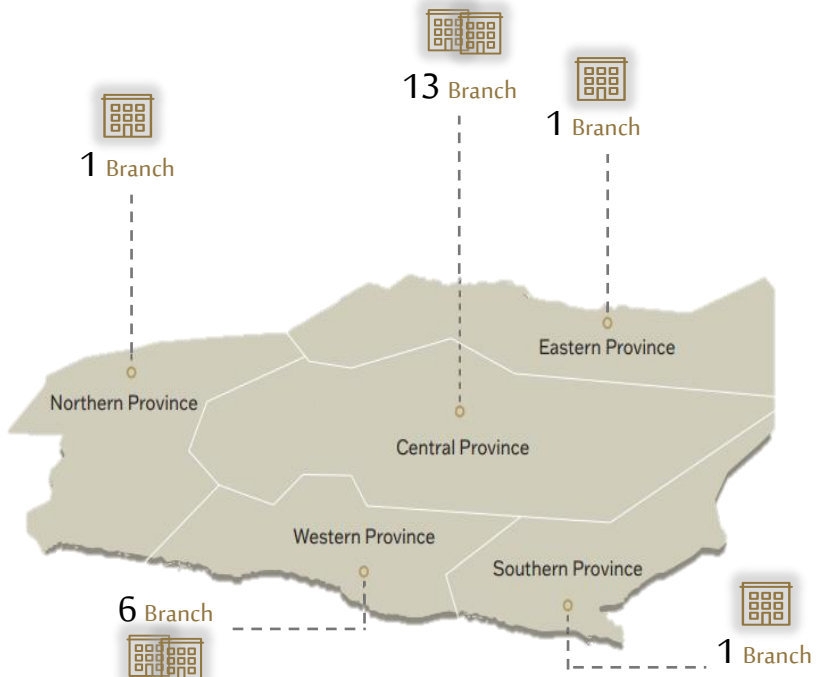 13 Branch
1 Branch
1 Branch
Eastern Province
Northern Province
Central Province
Western Province
Southern Province
6 Branch
1 Branch